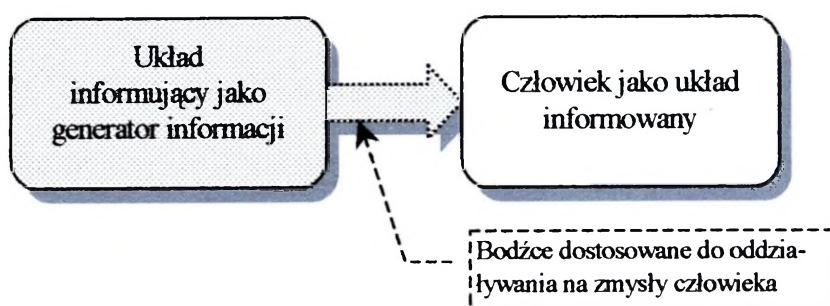 Układ
informujący jako
generator informacji
Człowiek jako układ
informowany
Bodźce dostosowane do oddzia-
ływania na zmysły człowieka